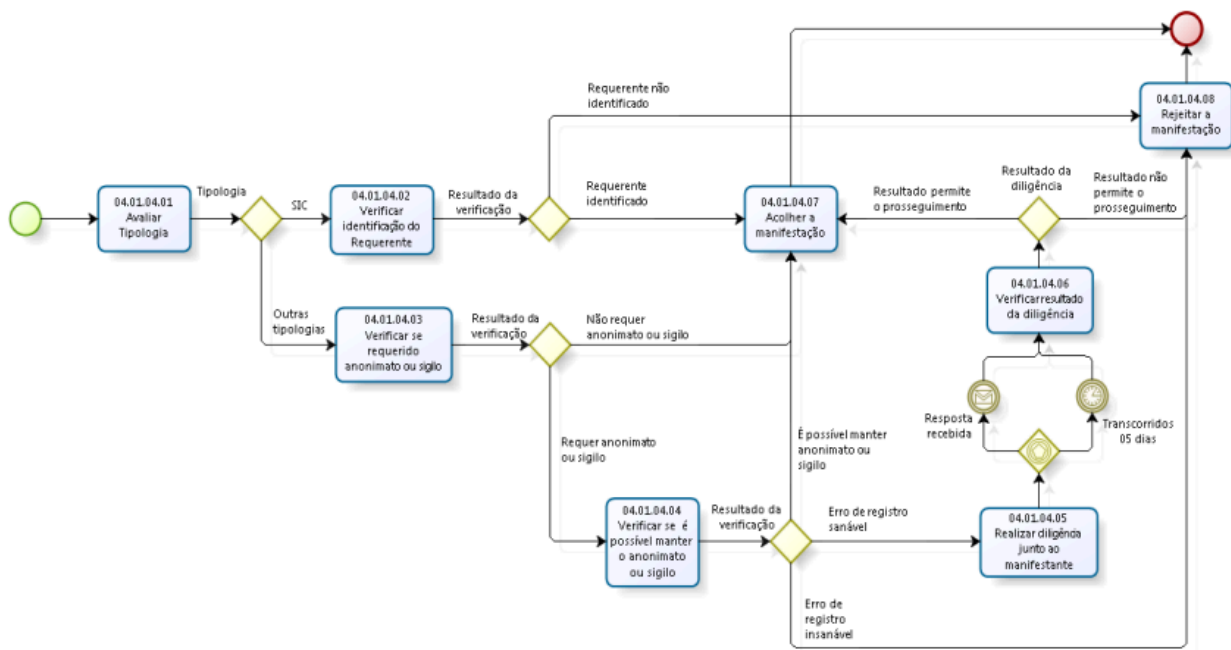 04.01.04.01
Avaliar
Tipologia
Tipologia
SIC
04.01.04.02
Verificar
identificação do
Requerente
Resultado da
verificação
Requerente não
identificado
Requerente
identificado
04.01.04.07
Acolher a
manifestação
Resultado permite
o prosseguimento
Resultado da
diligência
Resultado não
permite o
prosseguimento
04.01.04.08
Rejeitar a
manifestação
Outras
tipologias
04.01.04.03
Verificar se
requerido
anonimato ou sigilo
Resultado da
verificação
Não requer
anonimato ou sigilo
04.01.04.06
Verificar resultado
da diligência
Resposta
recebida
Transcorridos
05 dias
Requer anonimato
ou sigilo
É possível manter
anonimato ou
sigilo
04.01.04.04
Verificar se é
possível manter
o anonimato
ou sigilo
Resultado da
verificação
Erro de registro
sanável
04.01.04.05
Realizar diligência
junto ao
manifestante
Erro de
registro
insanável